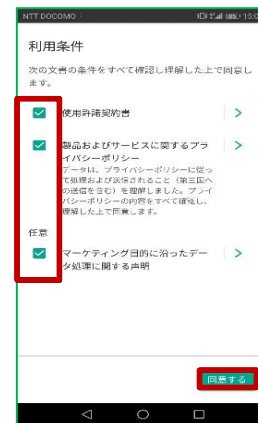 NTT DOCOMO
利用条件
次の文書の条件をすべて確認し理解した上で同意し
ます。
使用許諾契約書
製品およびサービスに関するプラ
イバシーポリシー
データは、プライバシーポリシーに従っ
て処理および送信されること（第三国へ
の送信を含む）を理解しました。プライ
バシーポリシーの内容をすべて確認し、
理解した上で同意します。
任意
マーケティング目的に沿ったデー
タ処理に関する声明
同意する